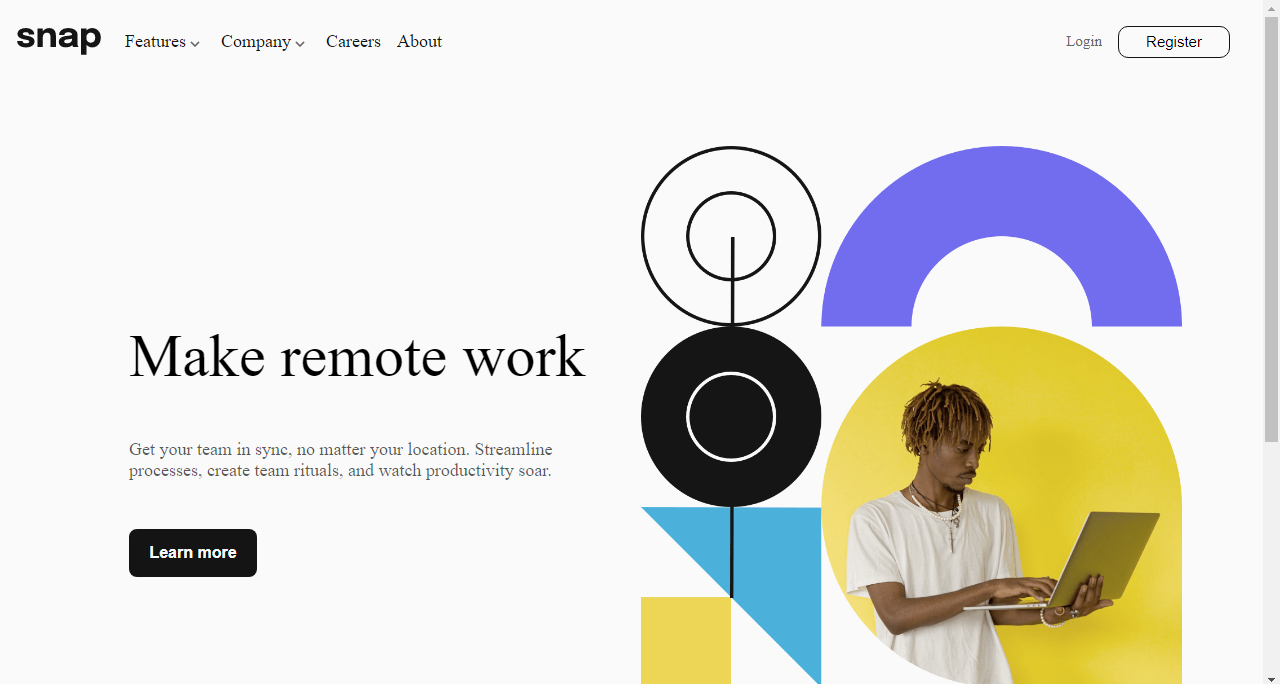 snap Features Company Careers About Login Register
Make remote work
Get your team in sync, no matter your location. Streamline
processes, create team rituals, and watch productivity soar.
Learn more